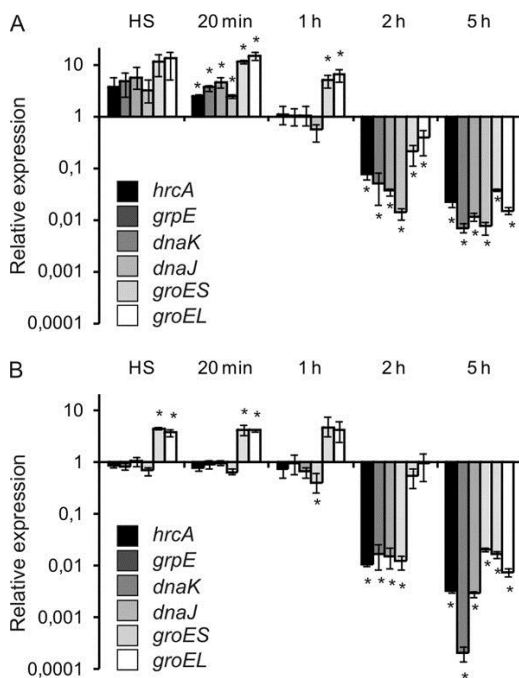 A
HS 20 min 1 h 2 h 5 h
10
1
0,1
0,01
0,001
0,0001
Relative expression
hrcA
grpE
dnaK
dnaJ
groES
groEL
B
HS 20 min 1 h 2 h 5 h
10
1
0,1
0,01
0,001
0,0001
Relative expression
hrcA
grpE
dnaK
dnaJ
groES
groEL